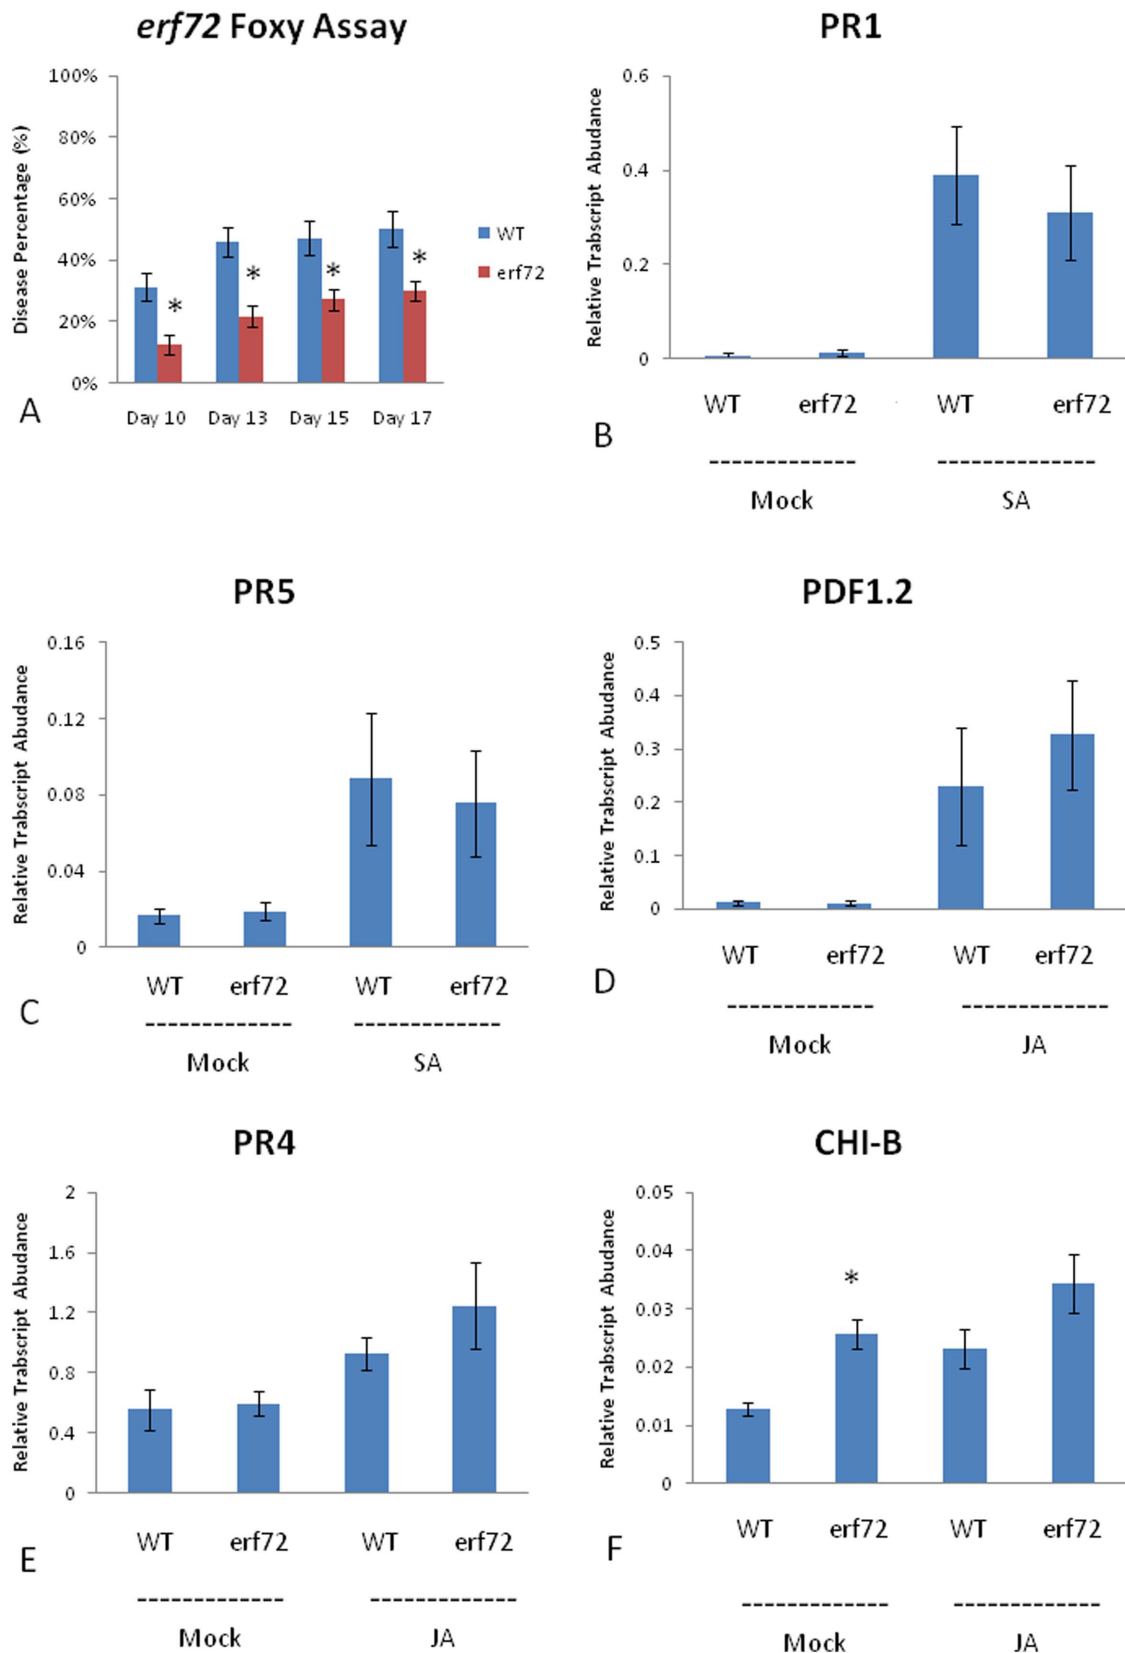 erf72 Foxy Assay
100%
80%
60%
40%
20%
0%
Disease Percentage (%)
WT
erf72
*
*
*
*
Day 10 Day 13 Day 15 Day 17
A
PR1
0.6
0.4
0.2
0
Relative Trabscript Abudance
WT erf72 WT erf72
B
-------------- --------------
Mock SA
PR5
0.16
0.12
0.08
0.04
0
Relative Trabscript Abudance
WT erf72 WT erf72
C
-------------- --------------
Mock SA
PDF1.2
0.5
0.4
0.3
0.2
0.1
0
Relative Trabscript Abudance
WT erf72 WT erf72
D
-------------- --------------
Mock JA
PR4
2
1.6
1.2
0.8
0.4
0
Relative Trabscript Abudance
WT erf72 WT erf72
E
-------------- --------------
Mock JA
CHI-B
0.05
0.04
0.03
0.02
0.01
0
Relative Trabscript Abudance
*
WT erf72 WT erf72
F
-------------- --------------
Mock JA